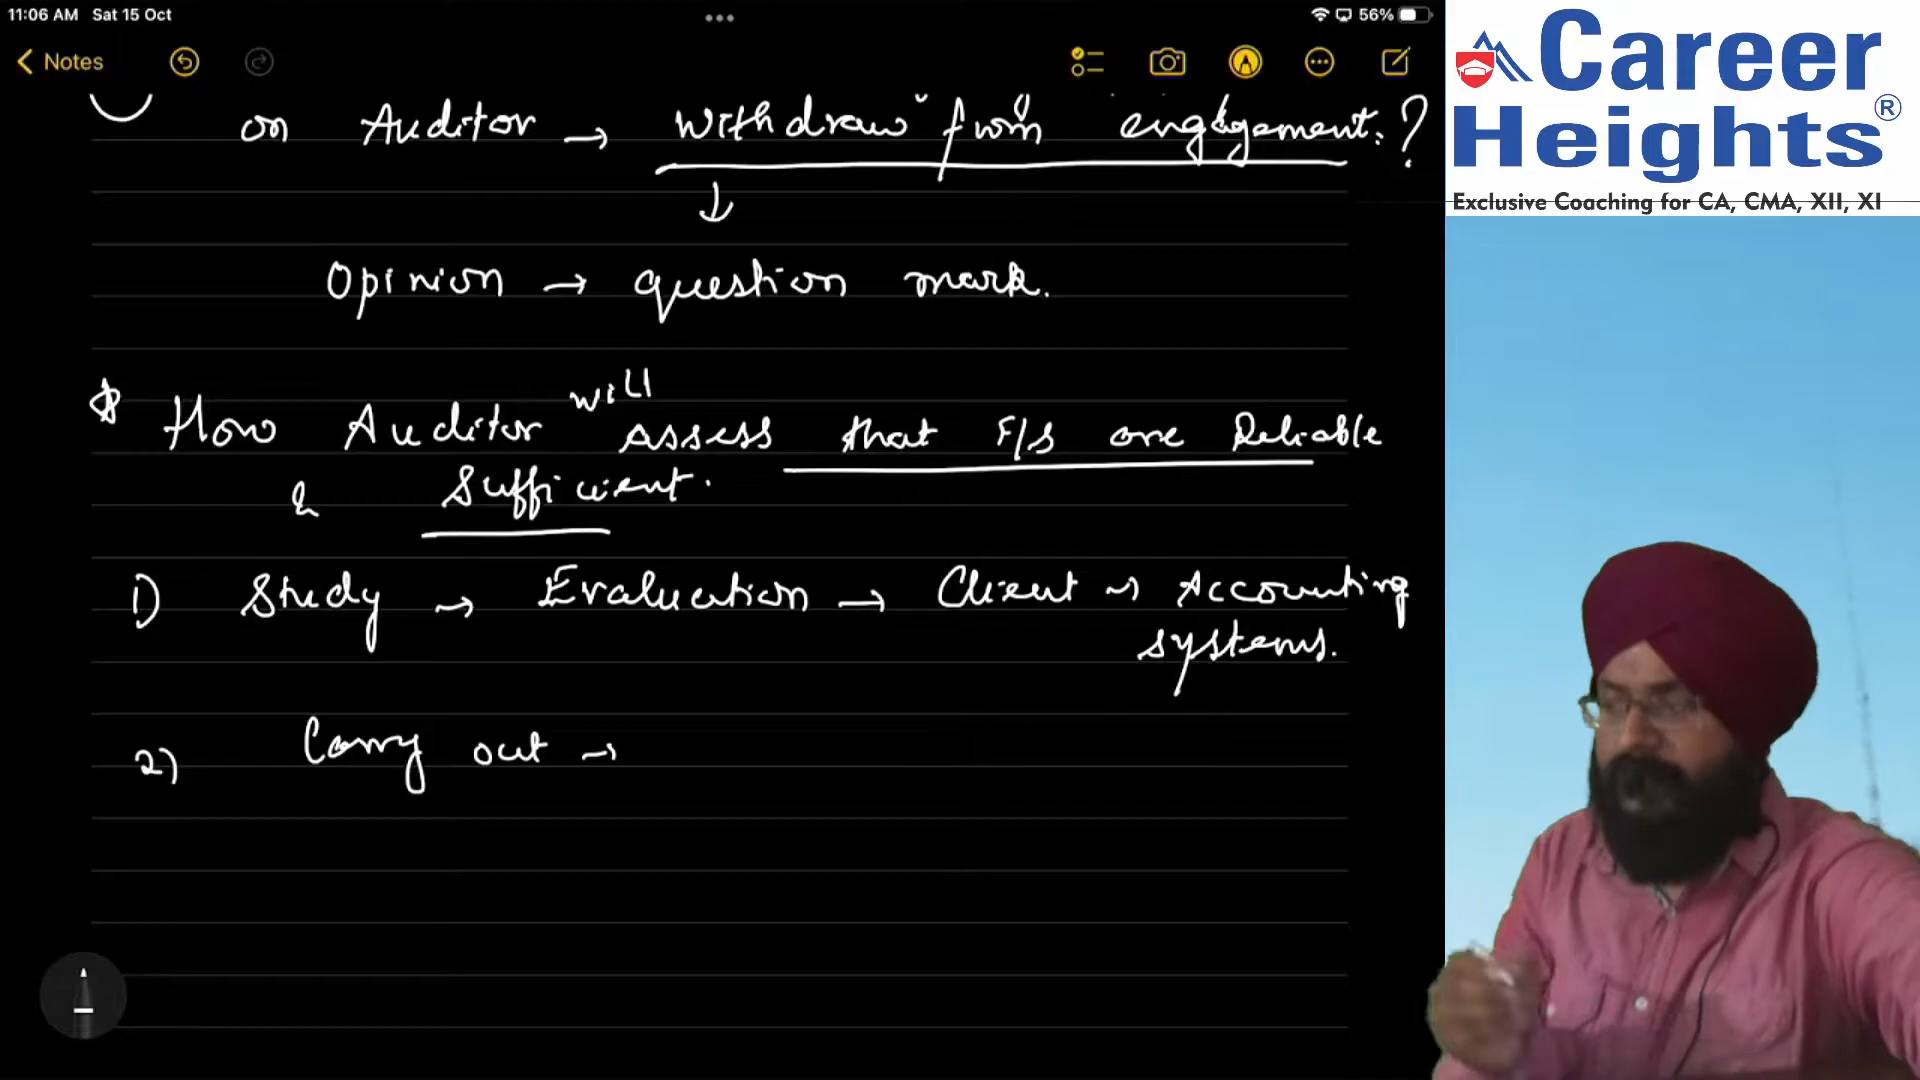 11:06 AM Sat 15 Oct
56%
Notes
on Auditor → withdraw from engagement ?
↓
Opinion → question mark.
How Auditor will Assess that F/S are Reliable
& Sufficient.
1) Study → Evaluation → Client → Accounting
systems.
2) Carry out →
Career
Heights®
Exclusive Coaching for CA, CMA, XII, XI